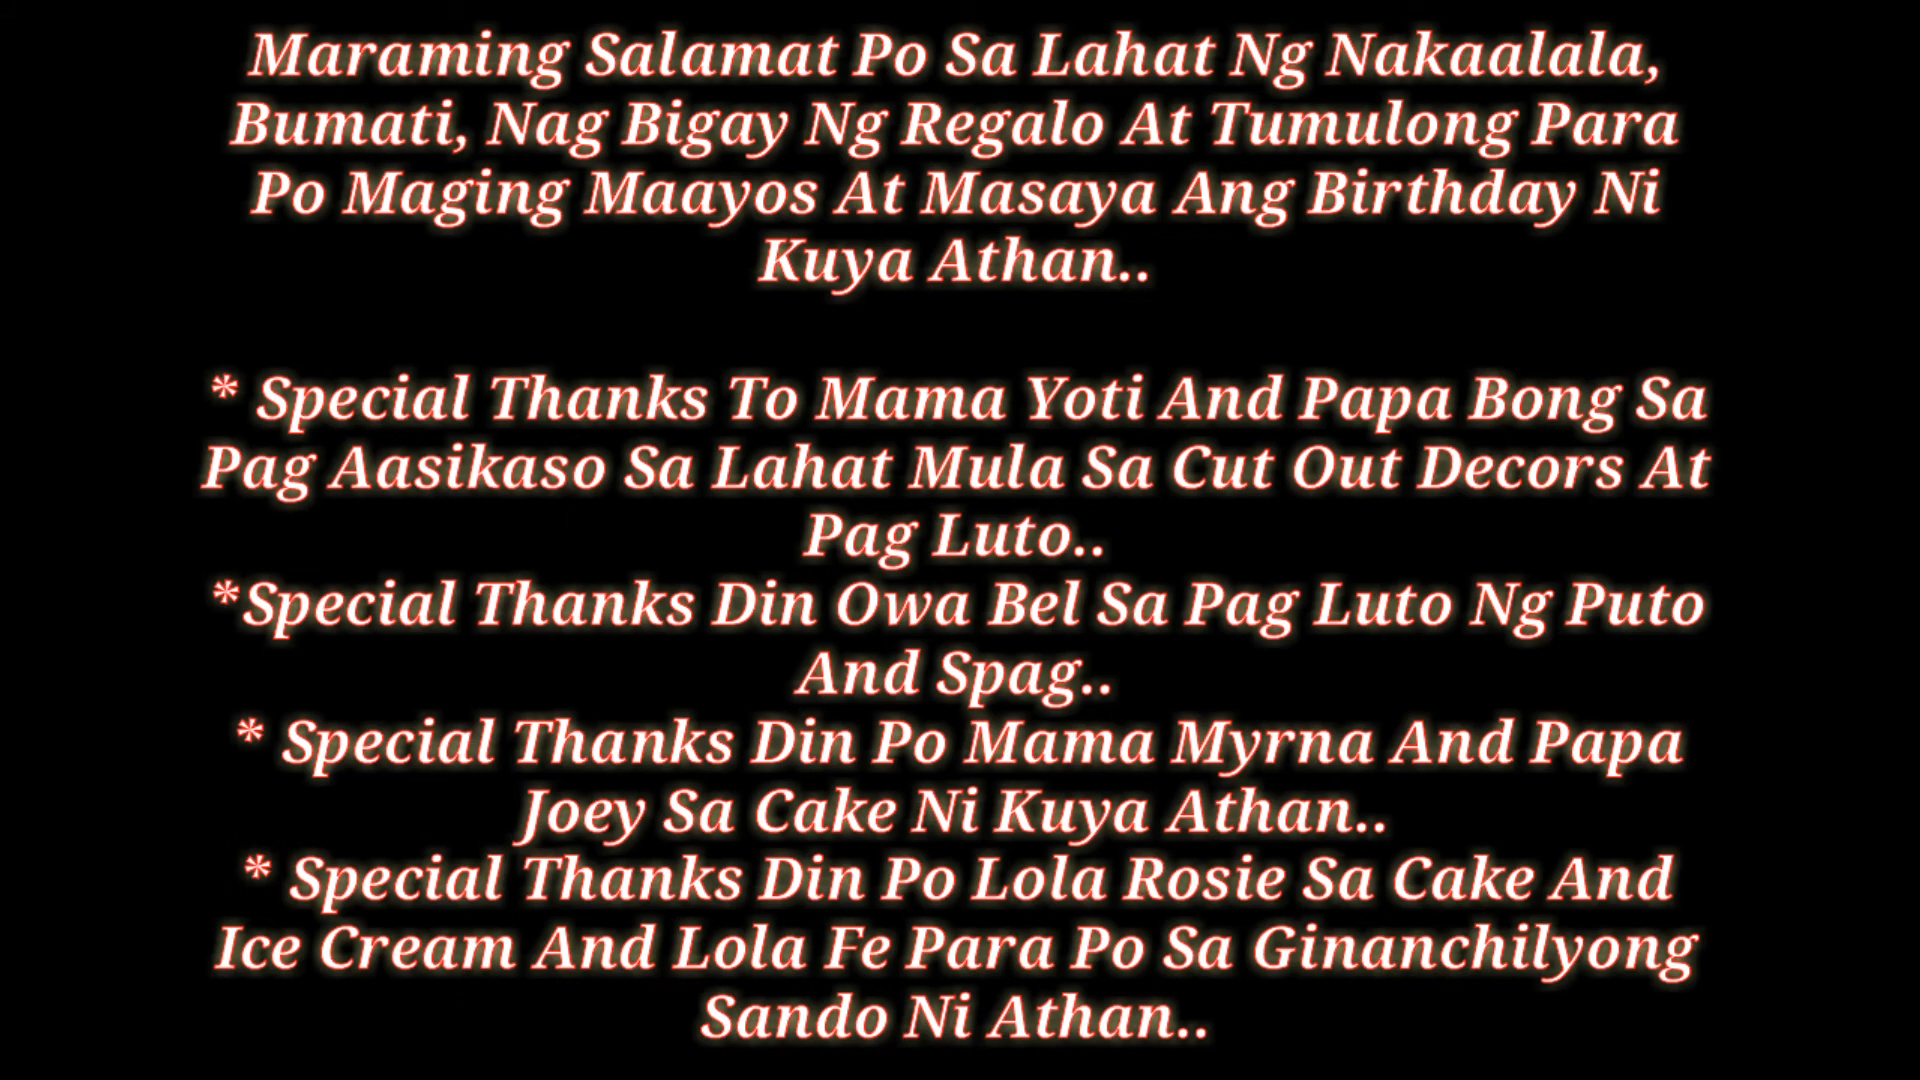 Maraming Salamat Po Sa Lahat Ng Nakaalala,
Bumati, Nag Bigay Ng Regalo At Tumulong Para
Po Maging Maayos At Masaya Ang Birthday Ni
Kuya Athan..
* Special Thanks To Mama Yoti And Papa Bong Sa
Pag Aasikaso Sa Lahat Mula Sa Cut Out Decors At
Pag Luto..
*Special Thanks Din Owa Bel Sa Pag Luto Ng Puto
And Spag..
* Special Thanks Din Po Mama Myrna And Papa
Joey Sa Cake Ni Kuya Athan..
* Special Thanks Din Po Lola Rosie Sa Cake And
Ice Cream And Lola Fe Para Po Sa Ginanchilyong
Sando Ni Athan..